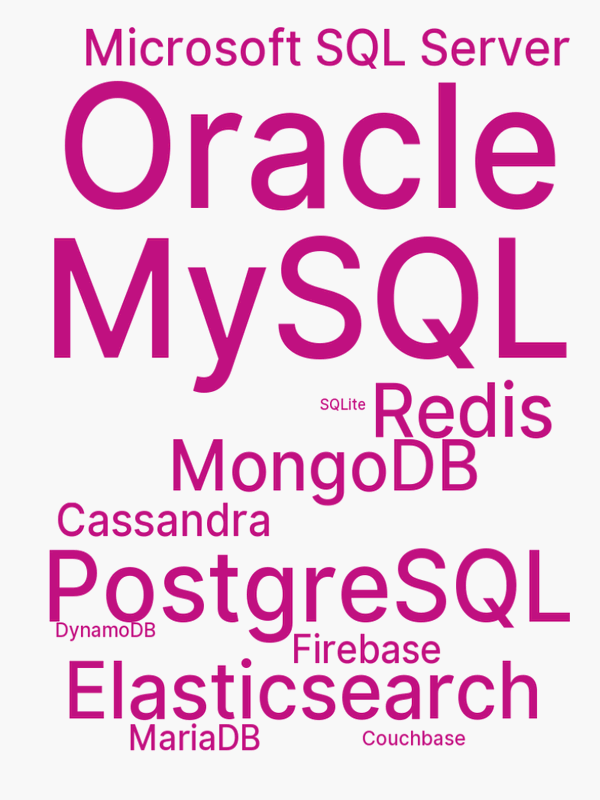 Microsoft SQL Server
Oracle
MySQL
SQLite Redis
MongoDB
Cassandra
PostgreSQL
DynamoDB
Firebase
Elasticsearch
MariaDB Couchbase